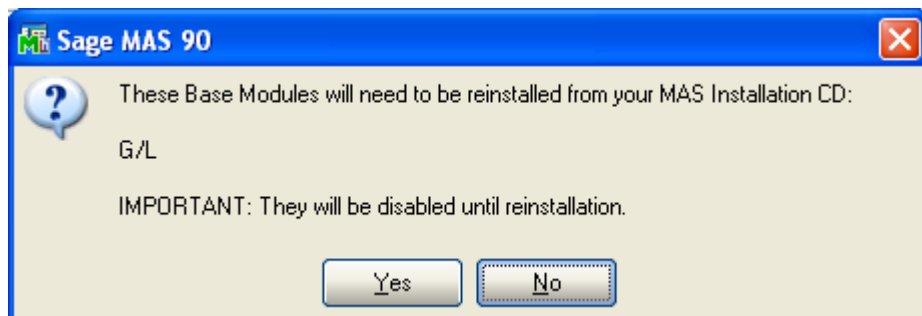 Sage MAS 90
These Base Modules will need to be reinstalled from your MAS Installation CD:
G/L
IMPORTANT: They will be disabled until reinstallation.
Yes No